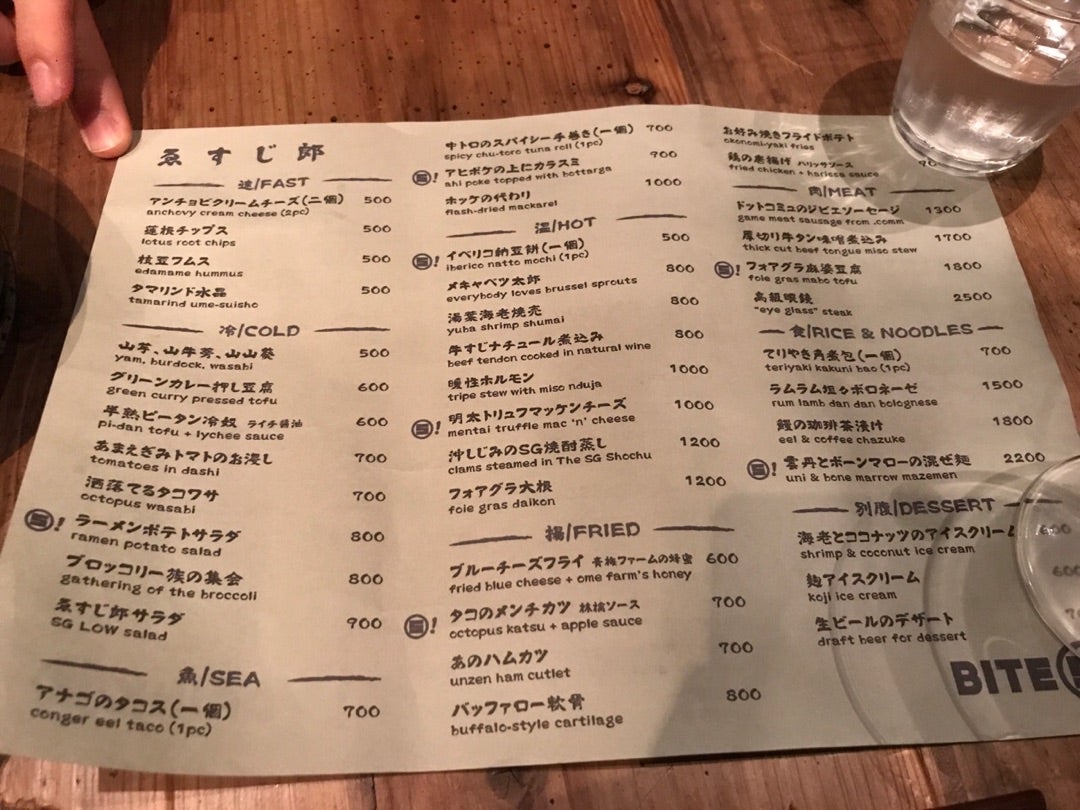 ゑすじ郎
速/FAST
アンチョビクリームチーズ(二個) 500
anchovy cream cheese (2pc)
蓮根チップス 500
lotus root chips
枝豆フムス 500
edamame hummus
タマリンド水晶 500
tamarind ume-suisho
冷/COLD
山芋、山牛蒡、山山葵 500
yam, burdock, wasabi
グリーンカレー押し豆腐 600
green curry pressed tofu
半熟ピータン冷奴 ライチ醤油 600
pi-dan tofu + lychee sauce
あまえぎみトマトのお浸し 700
tomatoes in dashi
洒落てるタコワサ 700
octopus wasabi
ラーメンポテトサラダ 800
ramen potato salad
ブロッコリー族の集会 800
gathering of the broccoli
ゑすじ郎サラダ 900
SG LOW salad
魚/SEA
アナゴのタコス(一個) 700
conger eel taco (1pc)
中トロのスパイシー手巻き(一個) 700
spicy chu-toro tuna roll (1pc)
アヒポケの上にカラスミ 900
ahi poke topped with bottarga
ホッケの代わり 1000
flash-dried mackarel
温/HOT
イベリコ納豆餅(一個) 500
iberico natto mochi (1pc)
メキャベツ太郎 800
everybody loves brussel sprouts
湯葉海老焼売 800
yuba shrimp shumai
牛すじナチュール煮込み 800
beef tendon cooked in natural wine
暖性ホルモン 1000
tripe stew with miso nduja
明太トリュフマッケンチーズ 1000
mentai truffle mac 'n' cheese
沖しじみのSG焼酎蒸し 1200
clams steamed in The SG Shochu
フォアグラ大根 1200
foie gras daikon
揚/FRIED
ブルーチーズフライ 青梅ファームの蜂蜜 600
fried blue cheese + ome farm's honey
タコのメンチカツ 林檎ソース 700
octopus katsu + apple sauce
あのハムカツ 700
unzen ham cutlet
バッファロー軟骨 800
buffalo-style cartilage
お好み焼きフライドポテト
okonomi-yaki fries
鶏の唐揚げ ハリッサソース
fried chicken + harissa sauce
肉/MEAT
ドットコミュのジビエソーセージ 1300
game meat sausage from .comm
厚切り牛タン味噌煮込み 1700
thick cut beef tongue miso stew
フォアグラ麻婆豆腐 1800
foie gras mabo tofu
高級眼鏡 2500
"eye glass" steak
食/RICE & NOODLES
てりやき角煮包(一個) 700
teriyaki kakuni bao (1pc)
ラムラム坦々ボロネーゼ 1500
rum lamb dan dan bolognese
鰻の珈琲茶漬け 1800
eel & coffee chazuke
雲丹とボーンマローの混ぜ麺 2200
uni & bone marrow mazemen
別腹/DESSERT
海老とココナッツのアイスクリーム
shrimp & coconut ice cream
麹アイスクリーム
koji ice cream
生ビールのデザート
draft beer for dessert
BITE